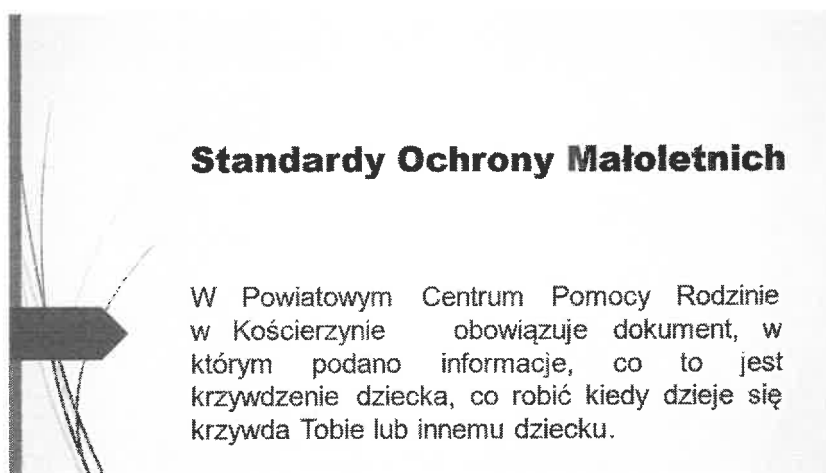 Standardy Ochrony Małoletnich
W Powiatowym Centrum Pomocy Rodzinie
w Kościerzynie obowiązuje dokument, w
którym podano informacje, co to jest
krzywdzenie dziecka, co robić kiedy dzieje się
krzywda Tobie lub innemu dziecku.